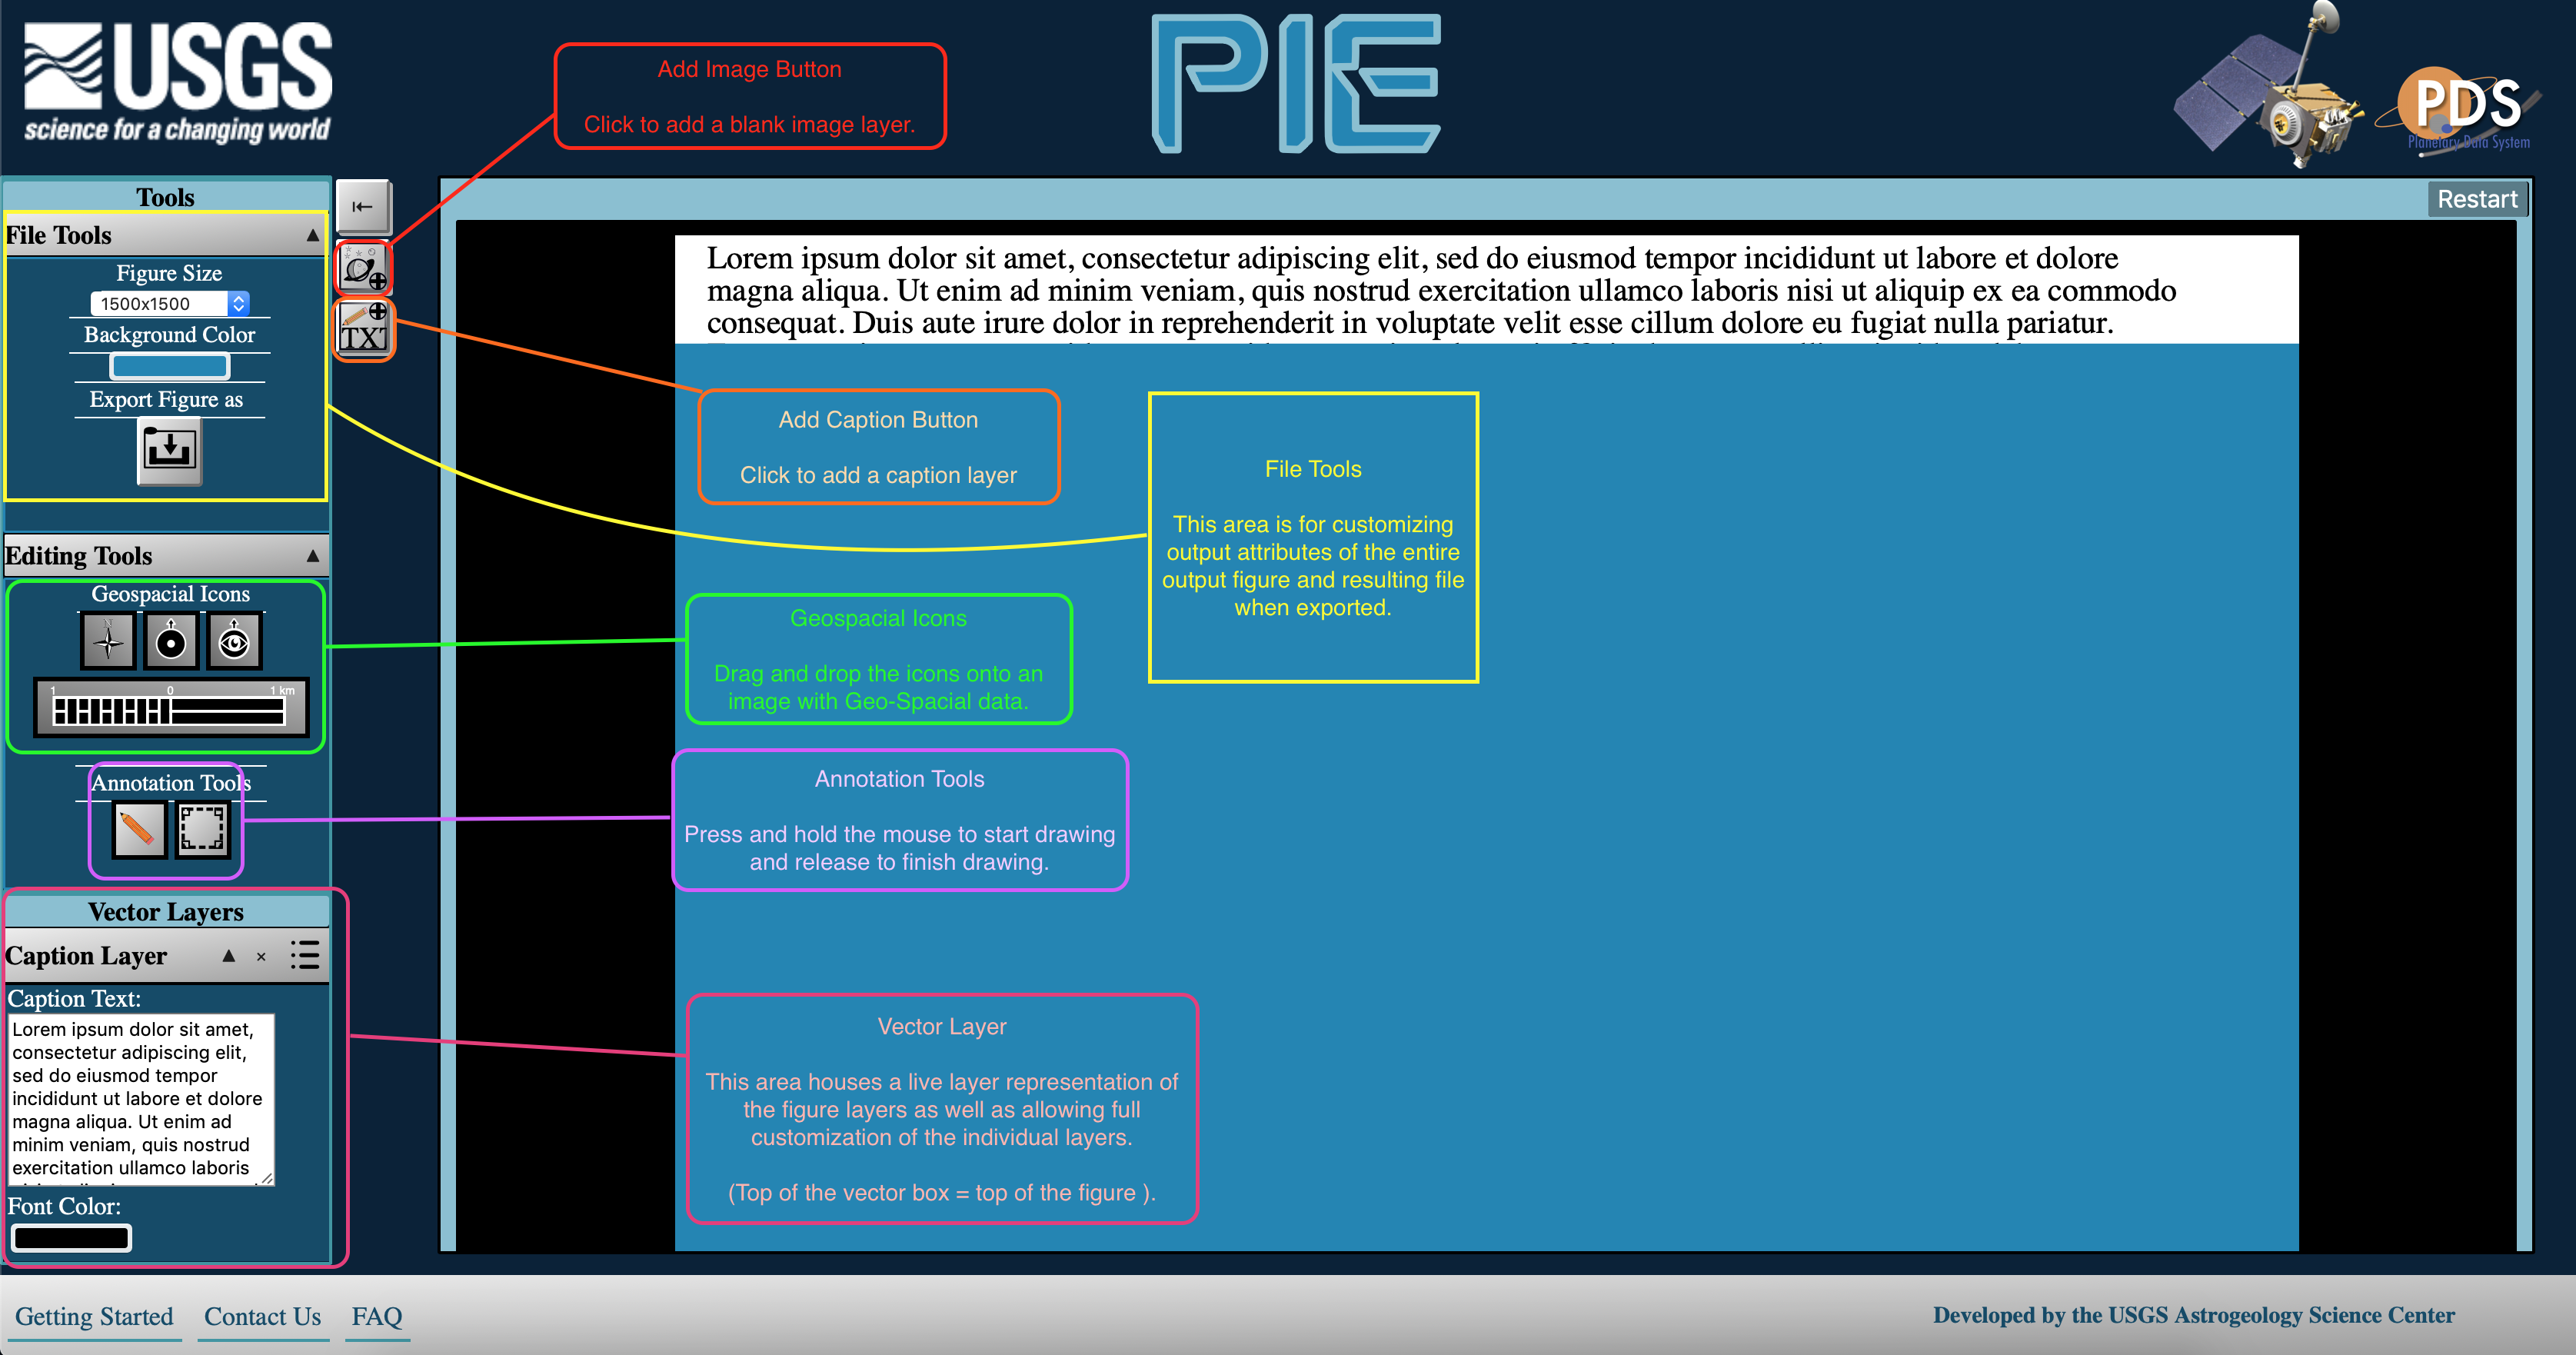 USGS
science for a changing world
PIE
PDS
Planetary Data System
Add Image Button
Click to add a blank image layer.
Tools
File Tools
Figure Size
1500x1500
Background Color
Export Figure as
TXT
Restart
Lorem ipsum dolor sit amet, consectetur adipiscing elit, sed do eiusmod tempor incididunt ut labore et dolore
magna aliqua. Ut enim ad minim veniam, quis nostrud exercitation ullamco laboris nisi ut aliquip ex ea commodo
consequat. Duis aute irure dolor in reprehenderit in voluptate velit esse cillum dolore eu fugiat nulla pariatur.
Add Caption Button
Click to add a caption layer
File Tools
This area is for customizing
output attributes of the entire
output figure and resulting file
when exported.
Editing Tools
Geospacial Icons
N
1 0 1 km
Geospacial Icons
Drag and drop the icons onto an
image with Geo-Spacial data.
Annotation Tools
Annotation Tools
Press and hold the mouse to start drawing
and release to finish drawing.
Vector Layers
Caption Layer
Caption Text:
Lorem ipsum dolor sit amet,
consectetur adipiscing elit,
sed do eiusmod tempor
incididunt ut labore et dolore
magna aliqua. Ut enim ad
minim veniam, quis nostrud
exercitation ullamco laboris
Font Color:
Vector Layer
This area houses a live layer representation of
the figure layers as well as allowing full
customization of the individual layers.
(Top of the vector box = top of the figure ).
Getting Started
Contact Us
FAQ
Developed by the USGS Astrogeology Science Center